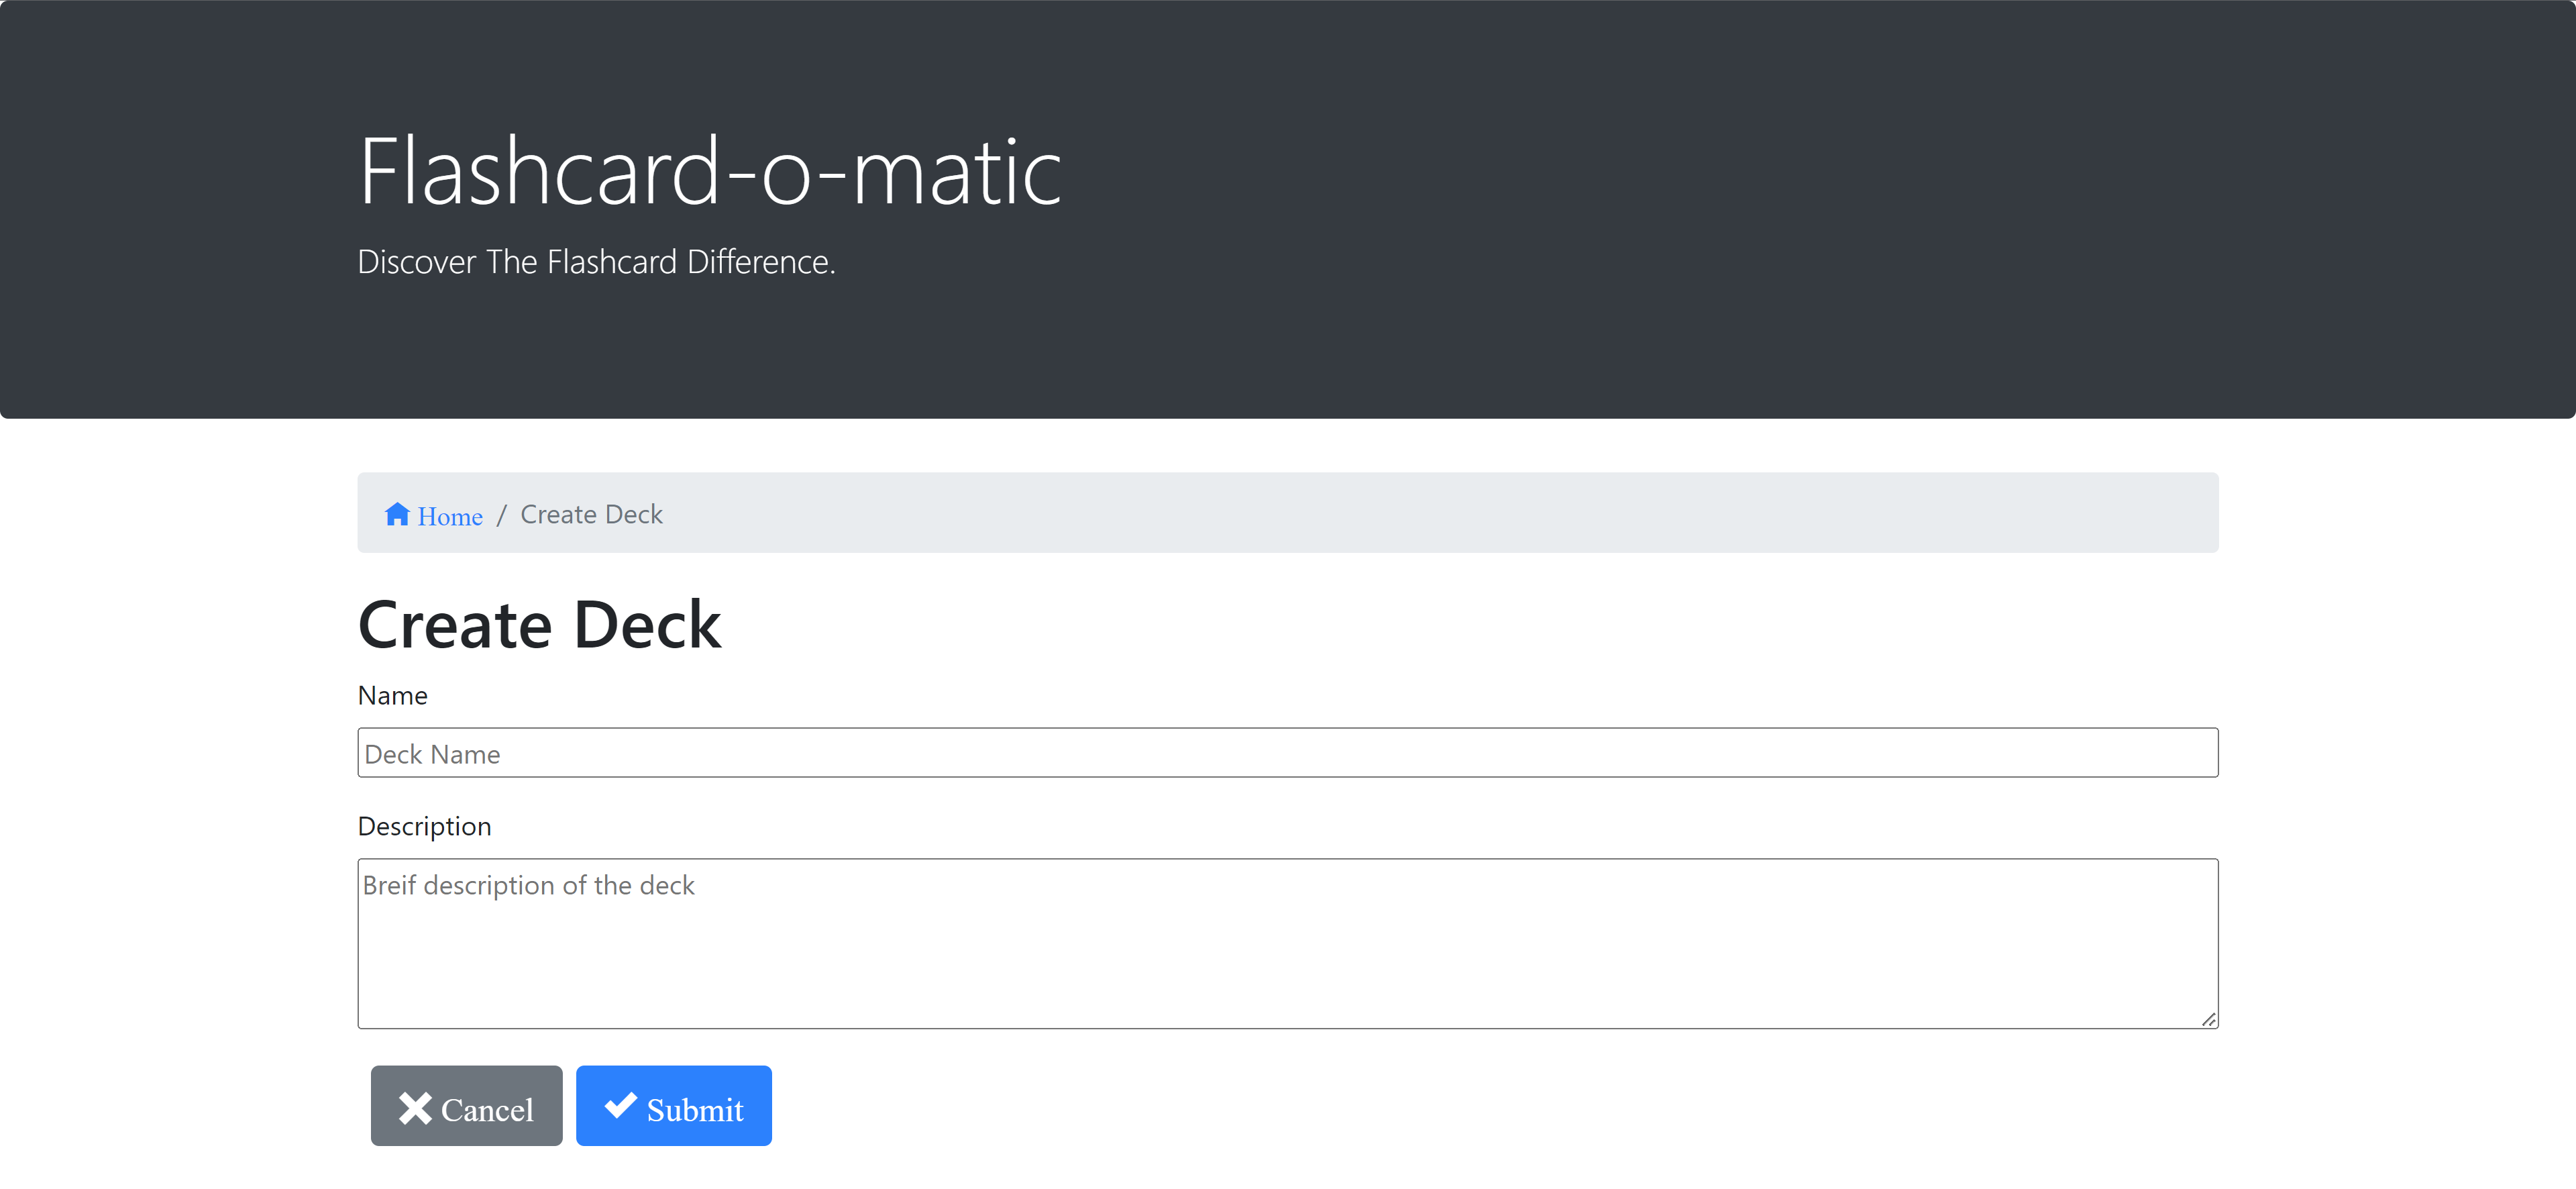 Flashcard-o-matic
Discover The Flashcard Difference.
Home / Create Deck
Create Deck
Name
Deck Name
Description
Breif description of the deck
Cancel Submit